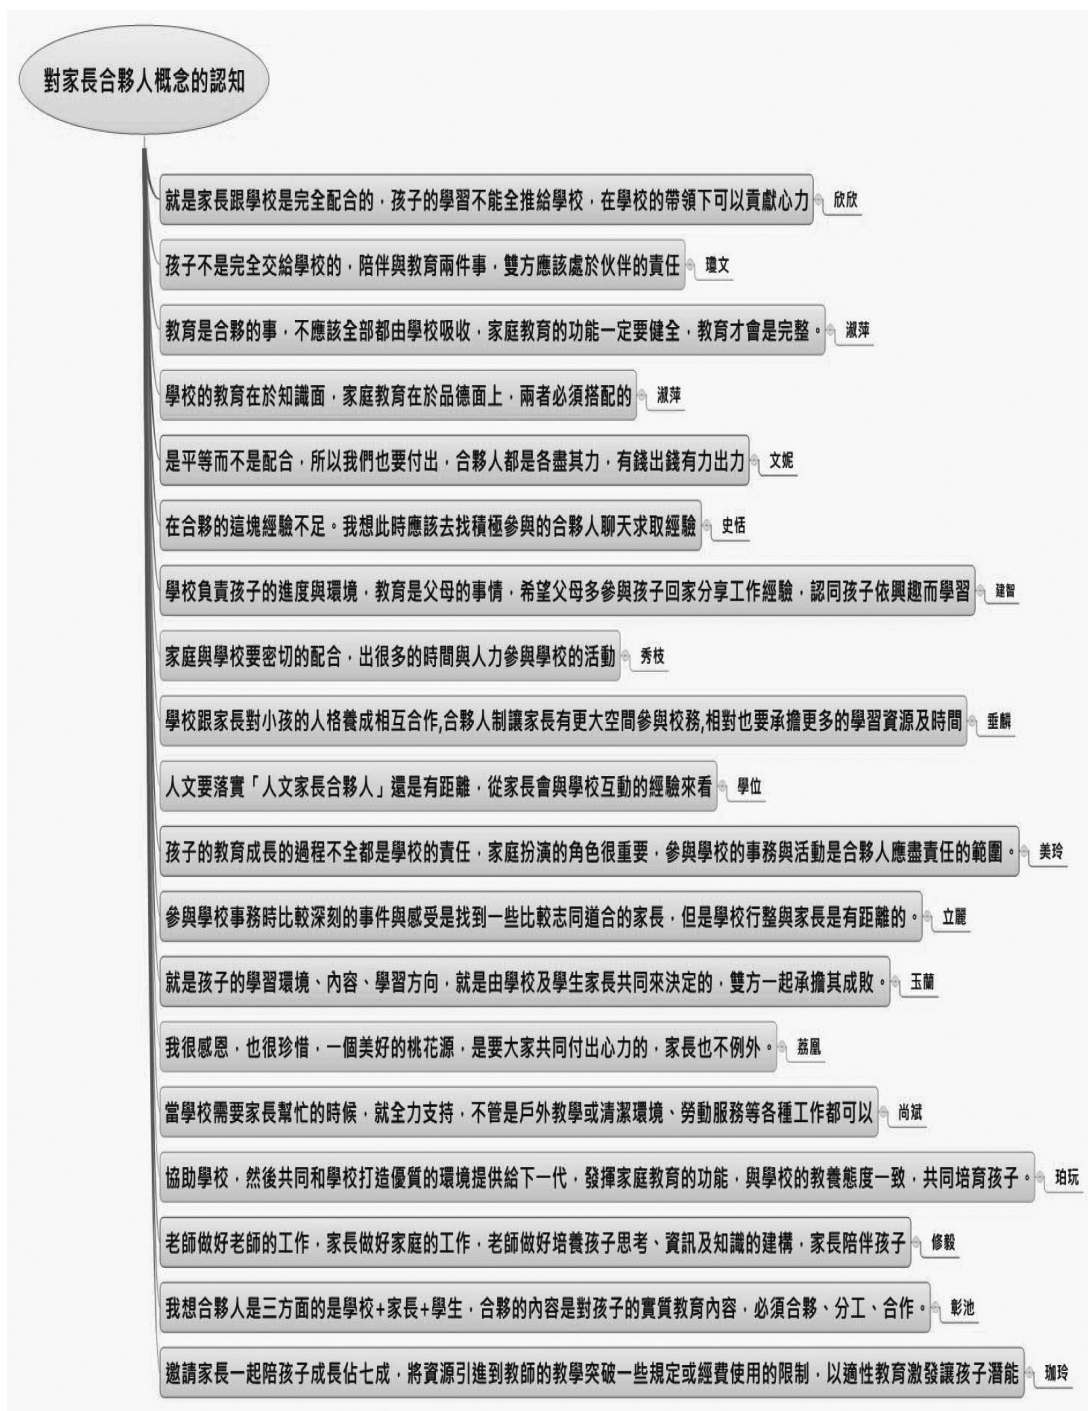 對家長合夥人概念的認知
就是家長跟學校是完全配合的，孩子的學習不能全推給學校，在學校的帶領下可以貢獻心力 欣欣
孩子不是完全交給學校的，陪伴與教育兩件事，雙方應該處於伙伴的責任 瓊文
教育是合夥的事，不應該全部都由學校吸收，家庭教育的功能一定要健全，教育才會是完整。 淑萍
學校的教育在於知識面，家庭教育在於品德面上，兩者必須搭配的 淑萍
是平等而不是配合，所以我們也要付出，合夥人都是各盡其力，有錢出錢有力出力 文妮
在合夥的這塊經驗不足。我想此時應該去找積極參與的合夥人聊天求取經驗 史恬
學校負責孩子的進度與環境，教育是父母的事情，希望父母多參與孩子回家分享工作經驗，認同孩子依興趣而學習 建智
家庭與學校要密切的配合，出很多的時間與人力參與學校的活動 秀枝
學校跟家長對小孩的人格養成相互合作,合夥人制讓家長有更大空間參與校務,相對也要承擔更多的學習資源及時間 垂麟
人文要落實「人文家長合夥人」還是有距離，從家長會與學校互動的經驗來看 學位
孩子的教育成長的過程不全都是學校的責任，家庭扮演的角色很重要，參與學校的事務與活動是合夥人應盡責任的範圍。 美玲
參與學校事務時比較深刻的事件與感受是找到一些比較志同道合的家長，但是學校行整與家長是有距離的。 立麗
就是孩子的學習環境、內容、學習方向，就是由學校及學生家長共同來決定的，雙方一起承擔其成敗。 玉蘭
我很感恩，也很珍惜，一個美好的桃花源，是要大家共同付出心力的，家長也不例外。 荔凰
當學校需要家長幫忙的時候，就全力支持，不管是戶外教學或清潔環境、勞動服務等各種工作都可以 尚斌
協助學校，然後共同和學校打造優質的環境提供給下一代，發揮家庭教育的功能，與學校的教養態度一致，共同培育孩子。 珀玩
老師做好老師的工作，家長做好家庭的工作，老師做好培養孩子思考、資訊及知識的建構，家長陪伴孩子 修毅
我想合夥人是三方面的是學校+家長+學生，合夥的內容是對孩子的實質教育內容，必須合夥、分工、合作。 彰池
邀請家長一起陪孩子成長佔七成，將資源引進到教師的教學突破一些規定或經費使用的限制，以適性教育激發讓孩子潛能 珈玲